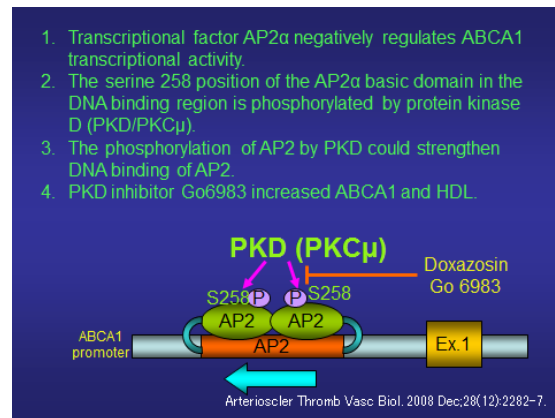 1. Transcriptional factor AP2α negatively regulates ABCA1
transcriptional activity.
2. The serine 258 position of the AP2α basic domain in the
DNA binding region is phosphorylated by protein kinase
D (PKD/PKCμ).
3. The phosphorylation of AP2 by PKD could strengthen
DNA binding of AP2.
4. PKD inhibitor Go6983 increased ABCA1 and HDL.
PKD (PKCμ)
Doxazosin
Go 6983
S258 P P S258
AP2 AP2
ABCA1
promoter
AP2
Ex.1
Arterioscler Thromb Vasc Biol. 2008 Dec;28(12):2282-7.